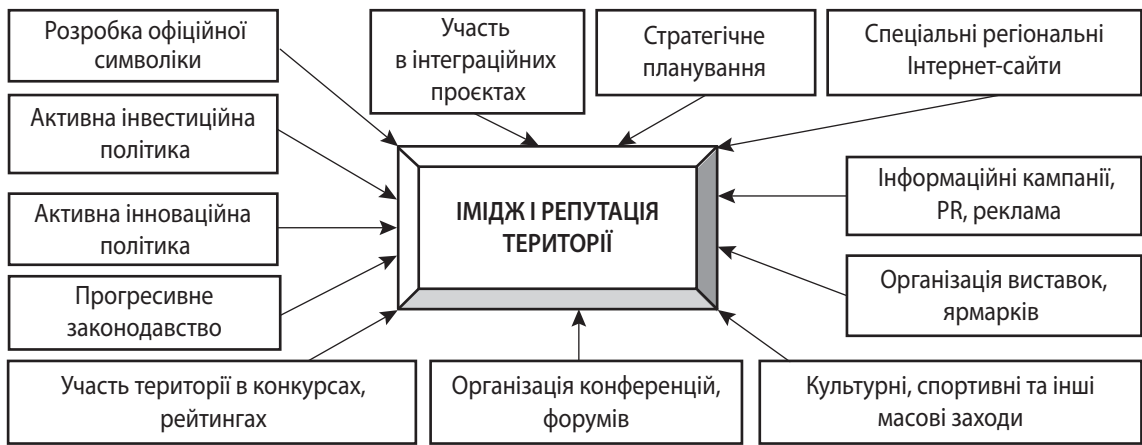 Розробка офіційної
символіки
Участь
в інтеграційних
проєктах
Стратегічне
планування
Спеціальні регіональні
Інтернет-сайти
Активна інвестиційна
політика
Активна інноваційна
політика
Прогресивне
законодавство
ІМІДЖ І РЕПУТАЦІЯ
ТЕРИТОРІЇ
Інформаційні кампанії,
PR, реклама
Організація виставок,
ярмарків
Участь території в конкурсах,
рейтингах
Організація конференцій,
форумів
Культурні, спортивні та інші
масові заходи